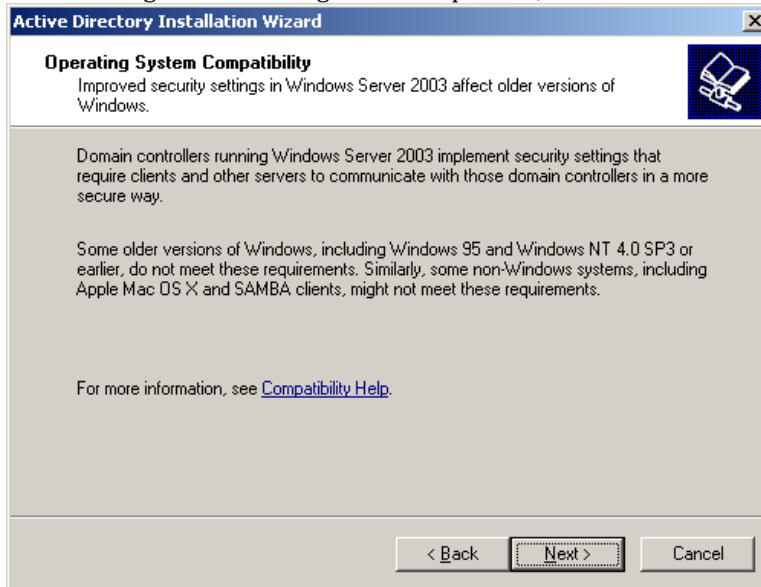 Active Directory Installation Wizard
Operating System Compatibility
Improved security settings in Windows Server 2003 affect older versions of
Windows.
Domain controllers running Windows Server 2003 implement security settings that
require clients and other servers to communicate with those domain controllers in a more
secure way.
Some older versions of Windows, including Windows 95 and Windows NT 4.0 SP3 or
earlier, do not meet these requirements. Similarly, some non-Windows systems, including
Apple Mac OS X and SAMBA clients, might not meet these requirements.
For more information, see Compatibility Help.
< Back Next > Cancel